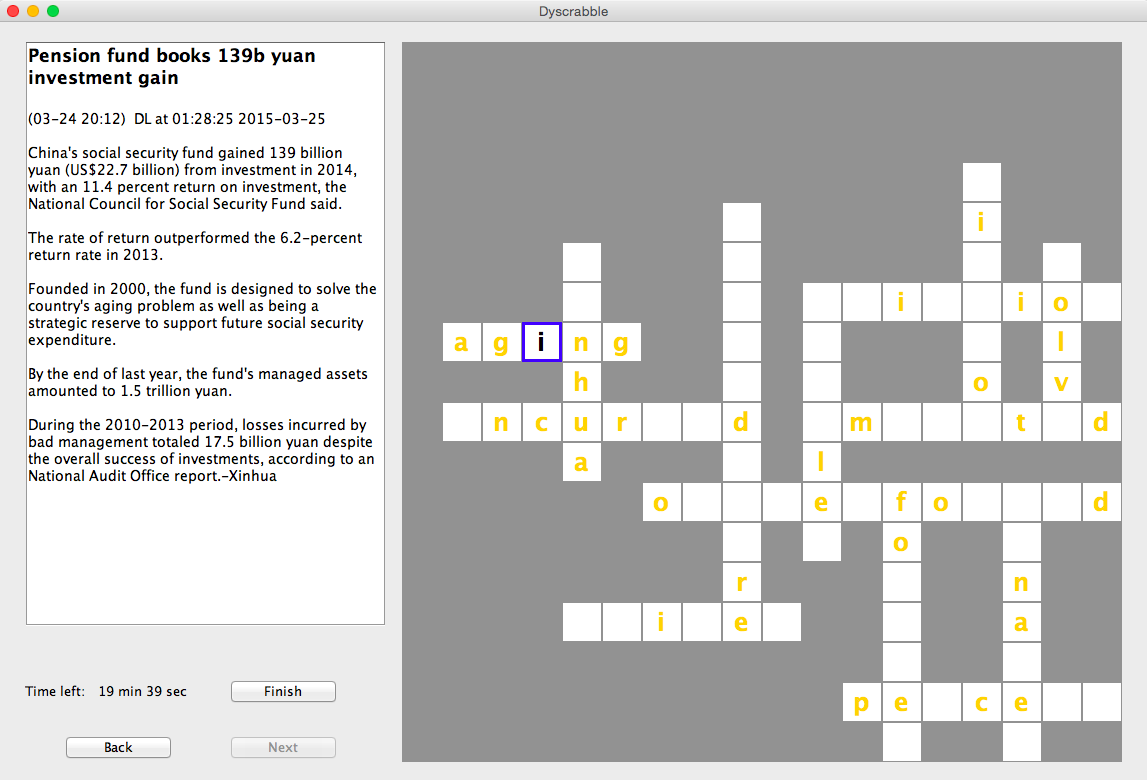 Dyscrabble
Pension fund books 139b yuan
investment gain
(03-24 20:12)  DL at 01:28:25 2015-03-25
China's social security fund gained 139 billion
yuan (US$22.7 billion) from investment in 2014,
with an 11.4 percent return on investment, the
National Council for Social Security Fund said.
The rate of return outperformed the 6.2-percent
return rate in 2013.
Founded in 2000, the fund is designed to solve the
country's aging problem as well as being a
strategic reserve to support future social security
expenditure.
By the end of last year, the fund's managed assets
amounted to 1.5 trillion yuan.
During the 2010-2013 period, losses incurred by
bad management totaled 17.5 billion yuan despite
the overall success of investments, according to an
National Audit Office report.-Xinhua
Time left:   19 min 39 sec
Finish
Back
Next
i
i i o
a g i n g l
h o v
n c u r d m t d
a l
o e f o d
o
r n
i e a
p e c e